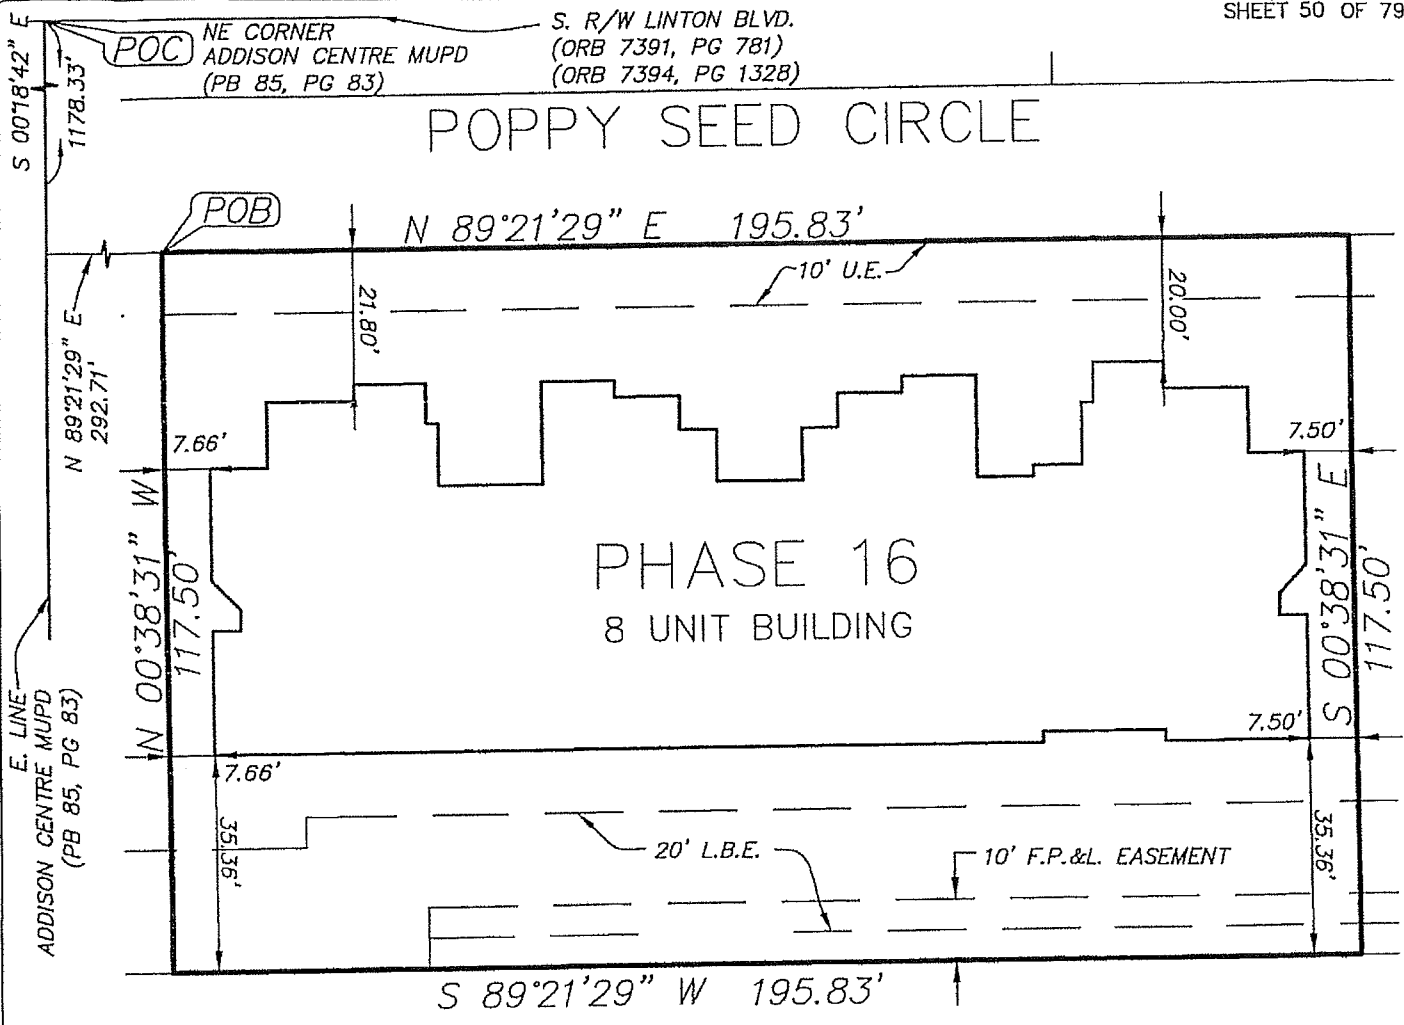 SHEET 50 OF 79
S 00°18'42" E
1178.33'
POC
NE CORNER
ADDISON CENTRE MUPD
(PB 85, PG 83)
S. R/W LINTON BLVD.
(ORB 7391, PG 781)
(ORB 7394, PG 1328)
POPPY SEED CIRCLE
POB
N 89°21'29" E 195.83'
10' U.E.
21.80'
20.00'
N 89°21'29" E
292.71'
7.66'
7.50'
N 00°38'31" W
117.50'
PHASE 16
8 UNIT BUILDING
S 00°38'31" E
117.50'
E. LINE
ADDISON CENTRE MUPD
(PB 85, PG 83)
7.66'
7.50'
35.36'
20' L.B.E.
10' F.P.&L. EASEMENT
35.36'
S 89°21'29" W 195.83'